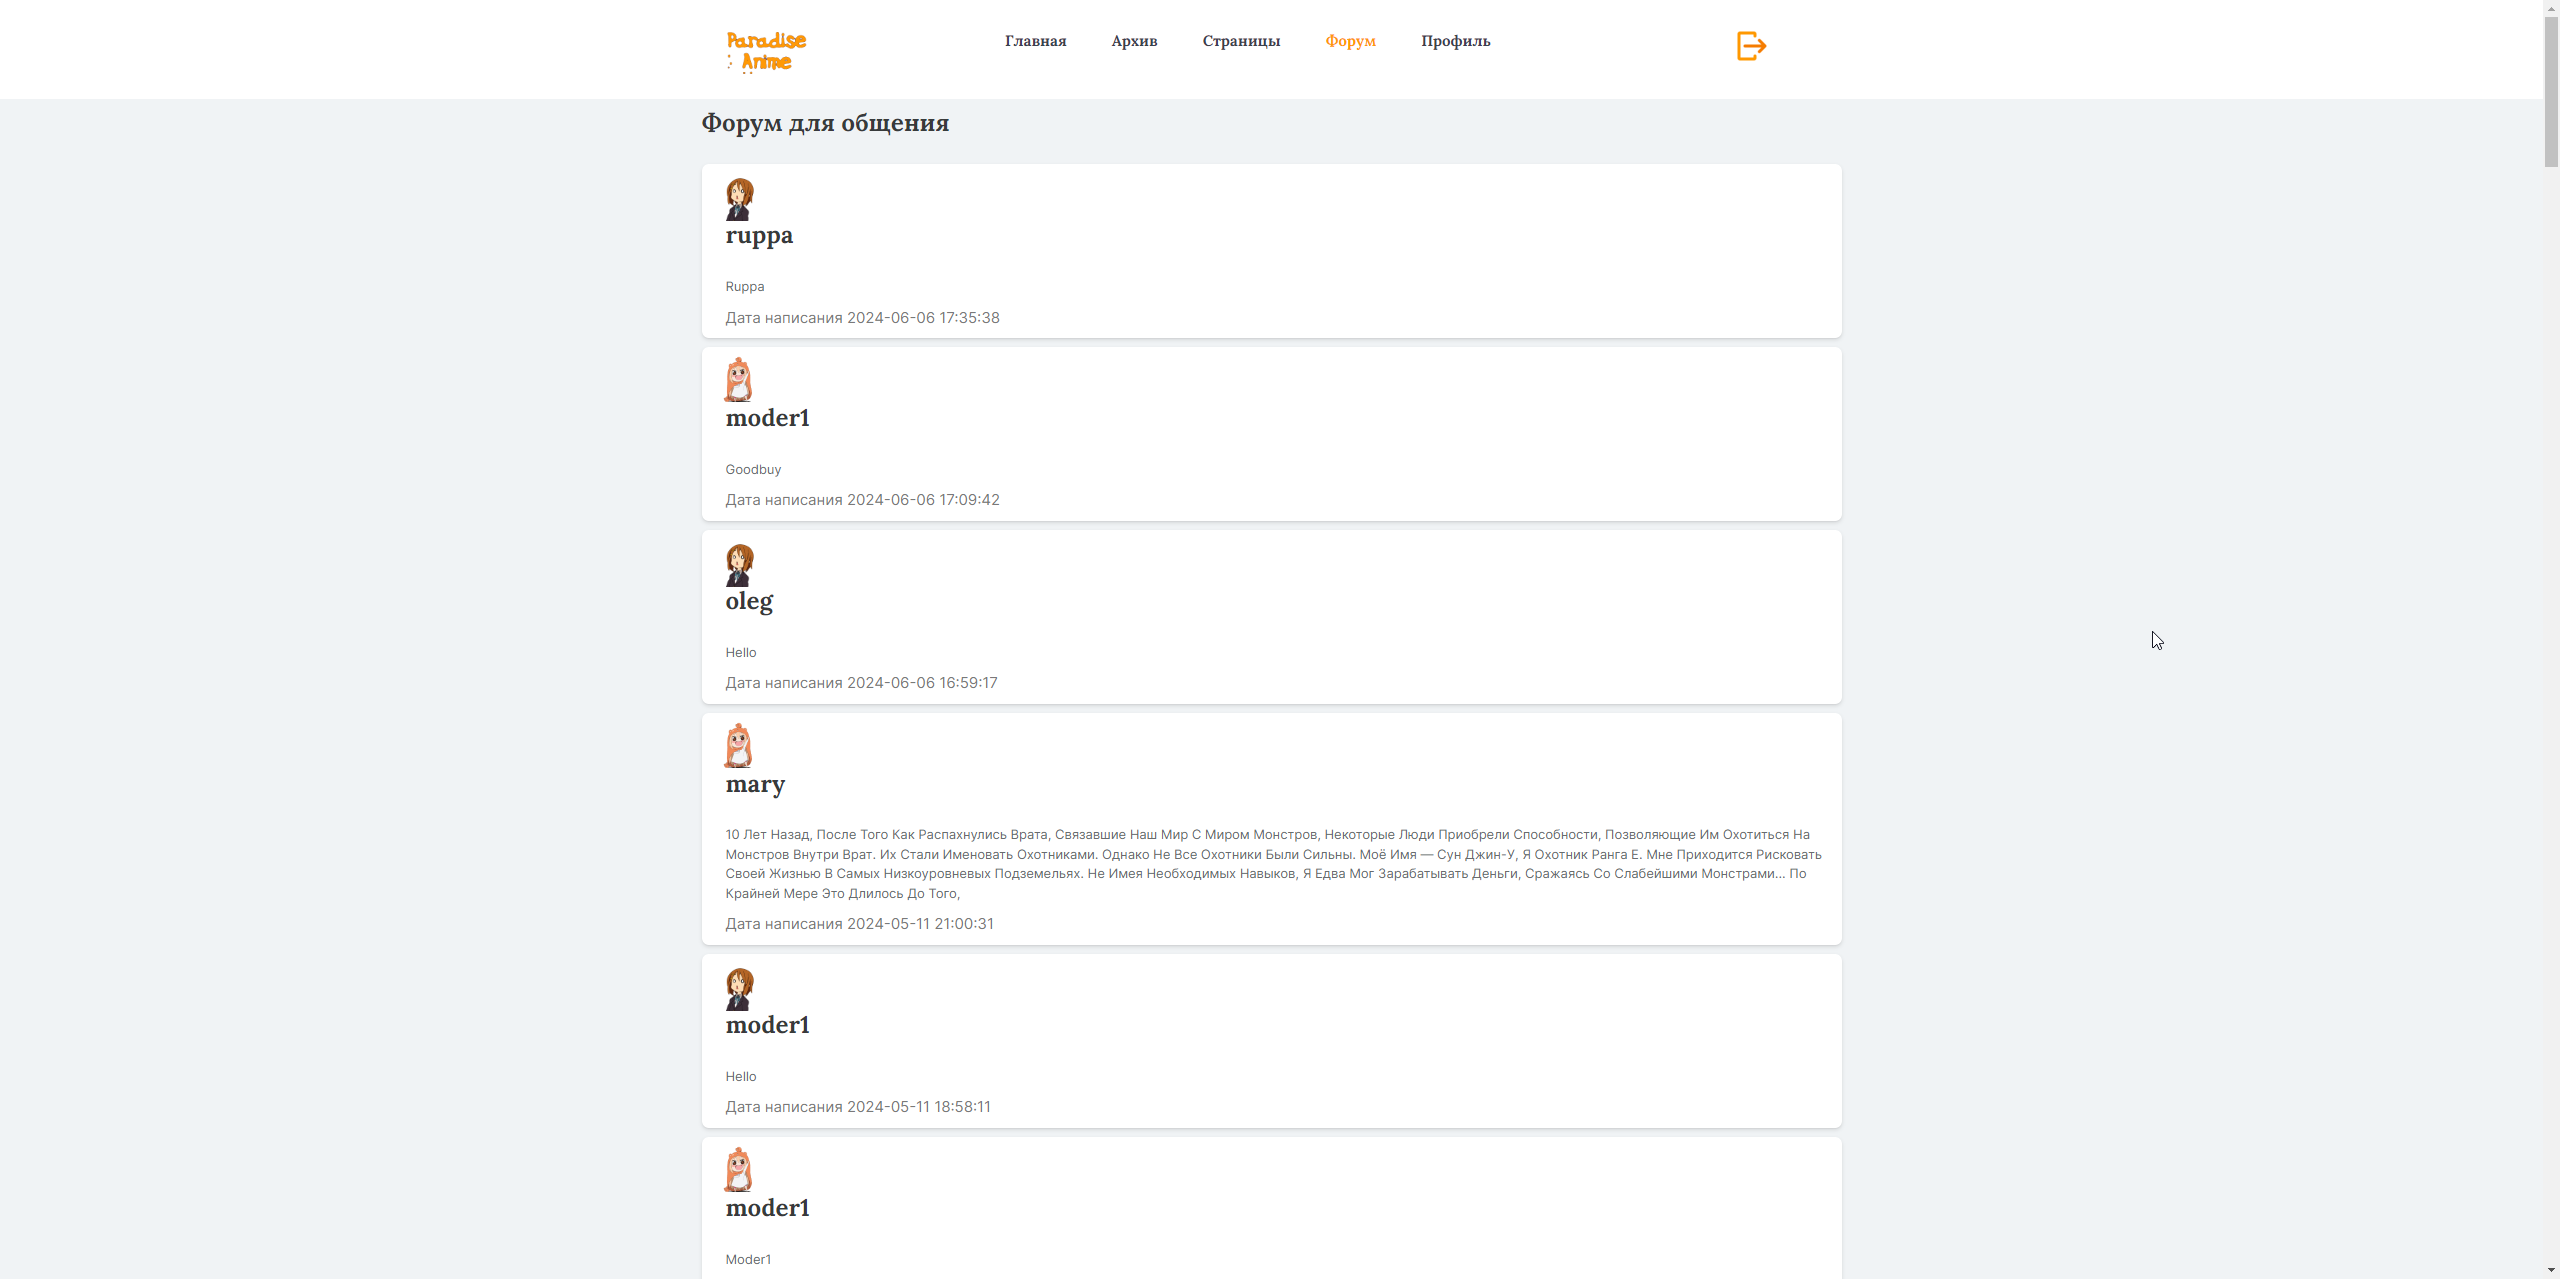 Paradise
Anime
Главная Архив Страницы Форум Профиль
Форум для общения
ruppa
Ruppa
Дата написания 2024-06-06 17:35:38
moder1
Goodbuy
Дата написания 2024-06-06 17:09:42
oleg
Hello
Дата написания 2024-06-06 16:59:17
mary
10 Лет Назад, После Того Как Распахнулись Врата, Связавшие Наш Мир С Миром Монстров, Некоторые Люди Приобрели Способности, Позволяющие Им Охотиться На
Монстров Внутри Врат. Их Стали Именовать Охотниками. Однако Не Все Охотники Были Сильны. Моё Имя — Сун Джин-У, Я Охотник Ранга Е. Мне Приходится Рисковать
Своей Жизнью В Самых Низкоуровневых Подземельях. Не Имея Необходимых Навыков, Я Едва Мог Зарабатывать Деньги, Сражаясь Со Слабейшими Монстрами... По
Крайней Мере Это Длилось До Того,
Дата написания 2024-05-11 21:00:31
moder1
Hello
Дата написания 2024-05-11 18:58:11
moder1
Moder1